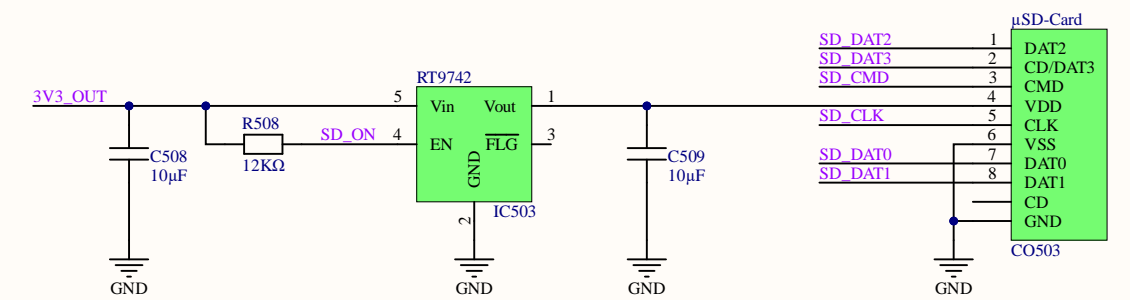 µSD-Card
SD_DAT2 1 DAT2
SD_DAT3 2 CD/DAT3
SD_CMD 3 CMD
RT9742
3V3_OUT 5 Vin Vout 1 4 VDD
SD_CLK 5 CLK
R508
SD_ON 4 EN FLG 3 6 VSS
12KΩ
C508
10µF
GND
C509
10µF
SD_DAT0 7 DAT0
SD_DAT1 8 DAT1
CD
2
IC503
GND
CO503
GND
GND
GND
GND